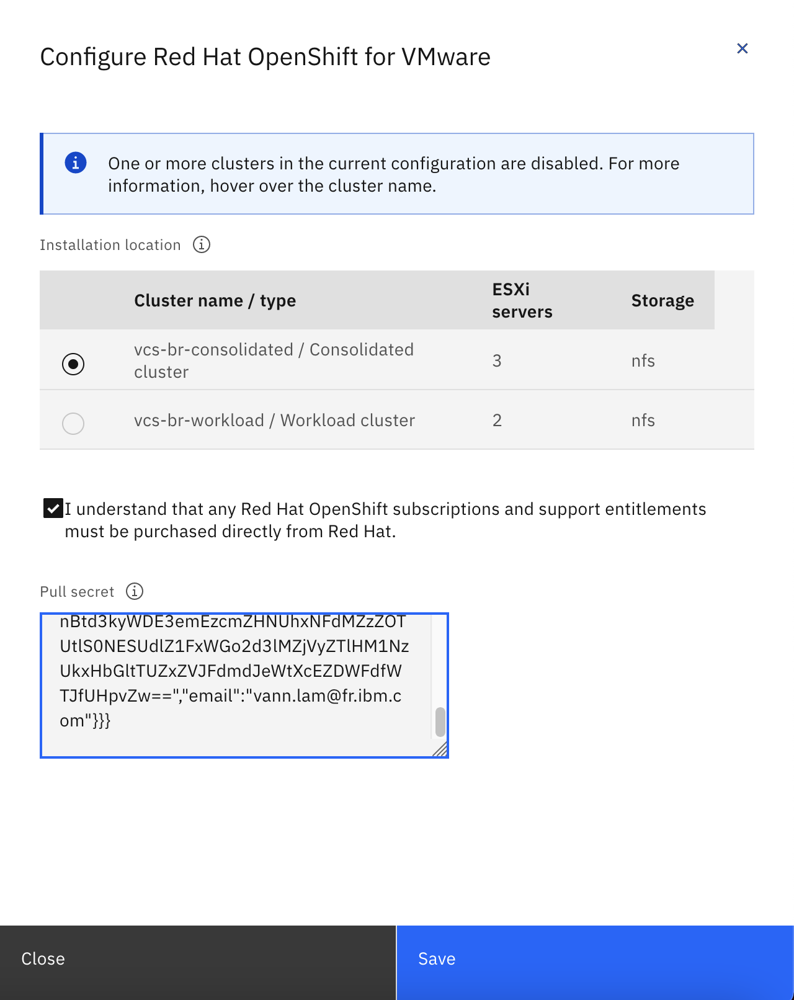 Configure Red Hat OpenShift for VMware
One or more clusters in the current configuration are disabled. For more
information, hover over the cluster name.
Installation location
Cluster name / type
ESXi
servers
Storage
vcs-br-consolidated / Consolidated
cluster
3
nfs
vcs-br-workload / Workload cluster
2
nfs
I understand that any Red Hat OpenShift subscriptions and support entitlements
must be purchased directly from Red Hat.
Pull secret
nBtd3kyWDE3emEzcmZHNUhxNFdMZzZOT
UtlS0NESUdlZ1FxWGo2d3lMZjVyZTlHM1Nz
UkxHbGltTUZxZVJFdmdJeWtXcEZDWFdfW
TJfUHpvZw==","email":"vann.lam@fr.ibm.c
om"}}}
Close
Save